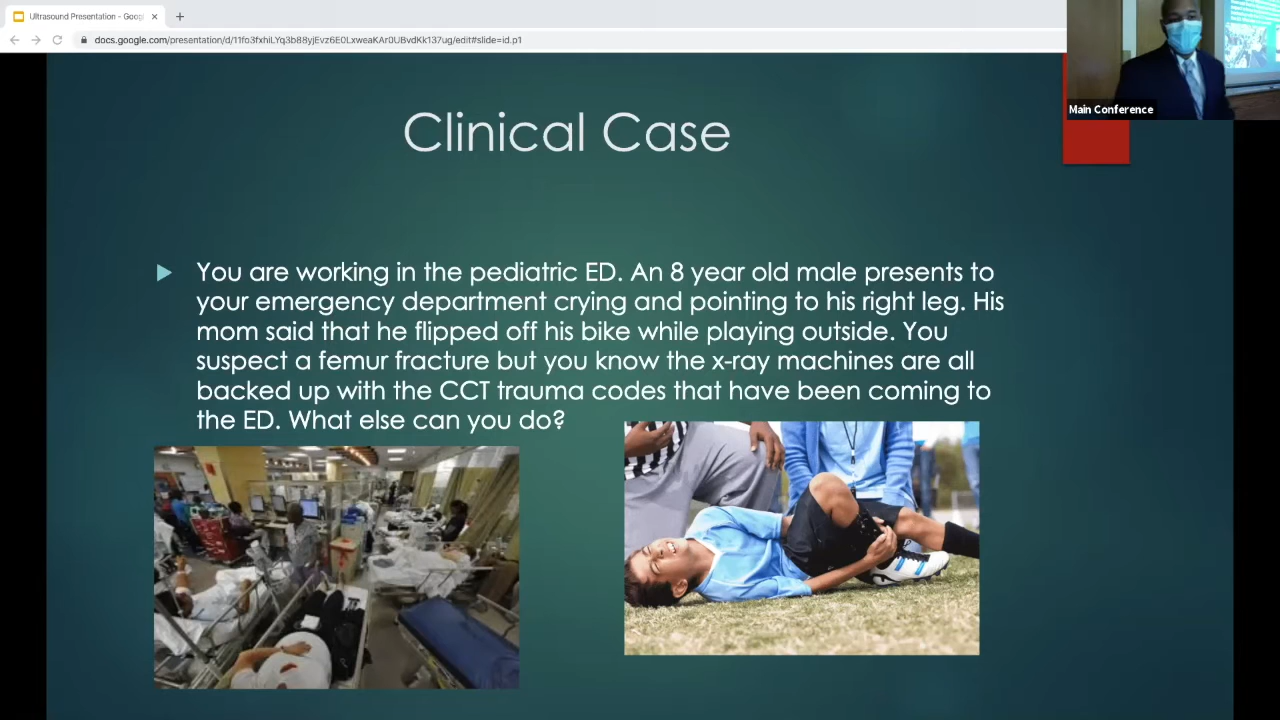 Ultrasound Presentation - Goog
docs.google.com/presentation/d/11fo3fxhiLYq3b88yjEvz6E0LxweaKAr0UBvdKk137ug/edit#slide=id.p1
Main Conference
Clinical Case
You are working in the pediatric ED. An 8 year old male presents to
your emergency department crying and pointing to his right leg. His
mom said that he flipped off his bike while playing outside. You
suspect a femur fracture but you know the x-ray machines are all
backed up with the CCT trauma codes that have been coming to
the ED. What else can you do?